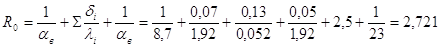 R₀ = 1/αₑ + Σ δᵢ/λᵢ + 1/αₑ = 1/8,7 + 0,07/1,92 + 0,13/0,052 + 0,05/1,92 + 2,5 + 1/23 = 2,721